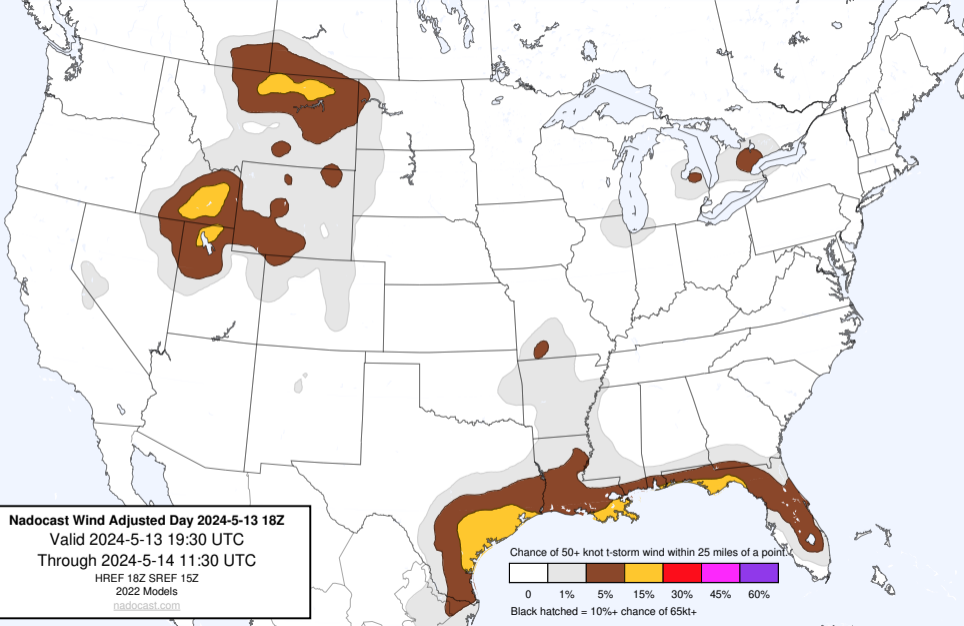 Nadocast Wind Adjusted Day 2024-5-13 18Z
Valid 2024-5-13 19:30 UTC
Through 2024-5-14 11:30 UTC
HREF 18Z SREF 15Z
2022 Models
nadocast.com
Chance of 50+ knot t-storm wind within 25 miles of a point.
0 1% 5% 15% 30% 45% 60%
Black hatched = 10%+ chance of 65kt+